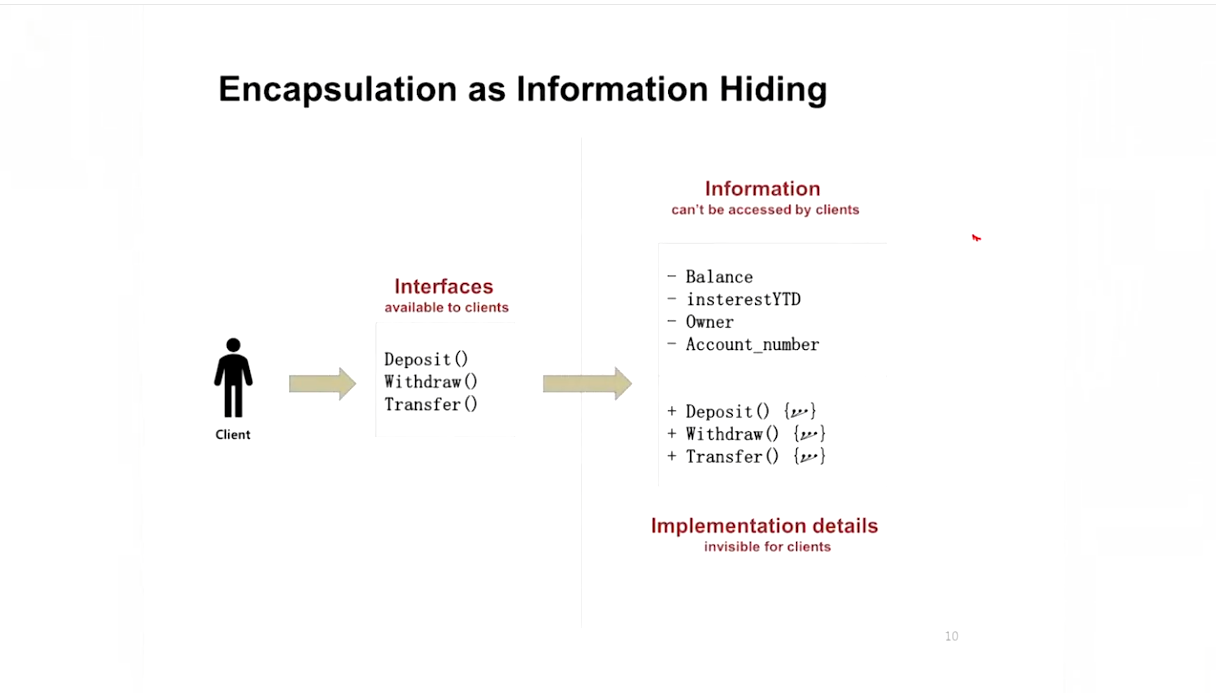 Encapsulation as Information Hiding
Client
Interfaces
available to clients
Deposit()
Withdraw()
Transfer()
Information
can't be accessed by clients
- Balance
- insterestYTD
- Owner
- Account_number
+ Deposit() {...}
+ Withdraw() {...}
+ Transfer() {...}
Implementation details
invisible for clients
10